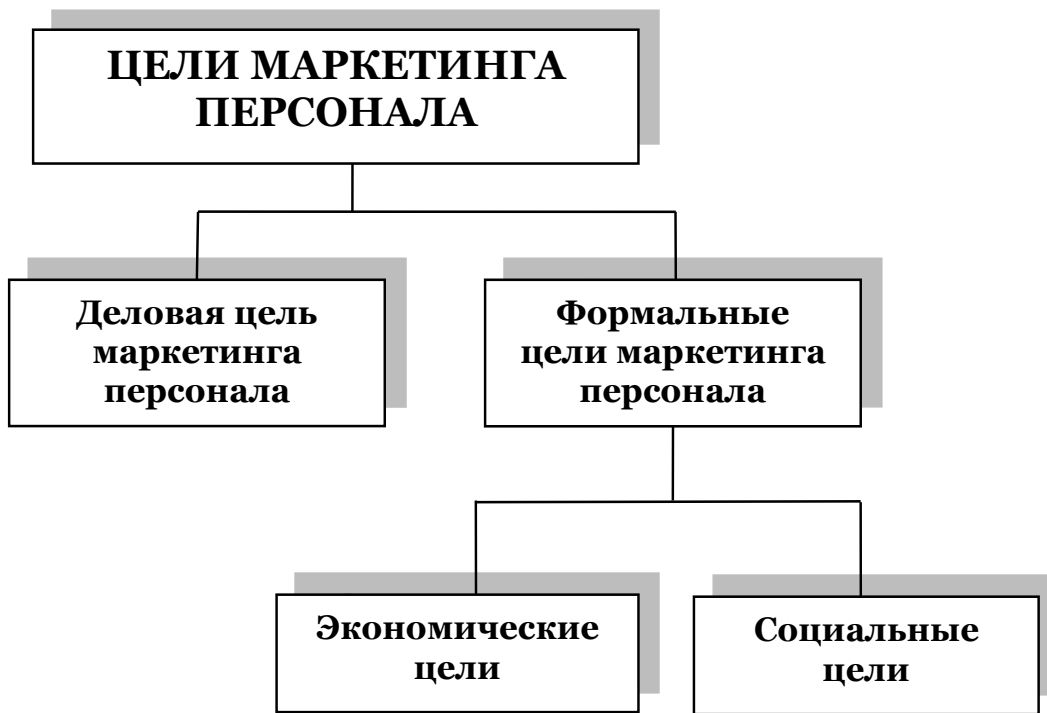 ЦЕЛИ МАРКЕТИНГА
ПЕРСОНАЛА
Деловая цель
маркетинга
персонала
Формальные
цели маркетинга
персонала
Экономические
цели
Социальные
цели